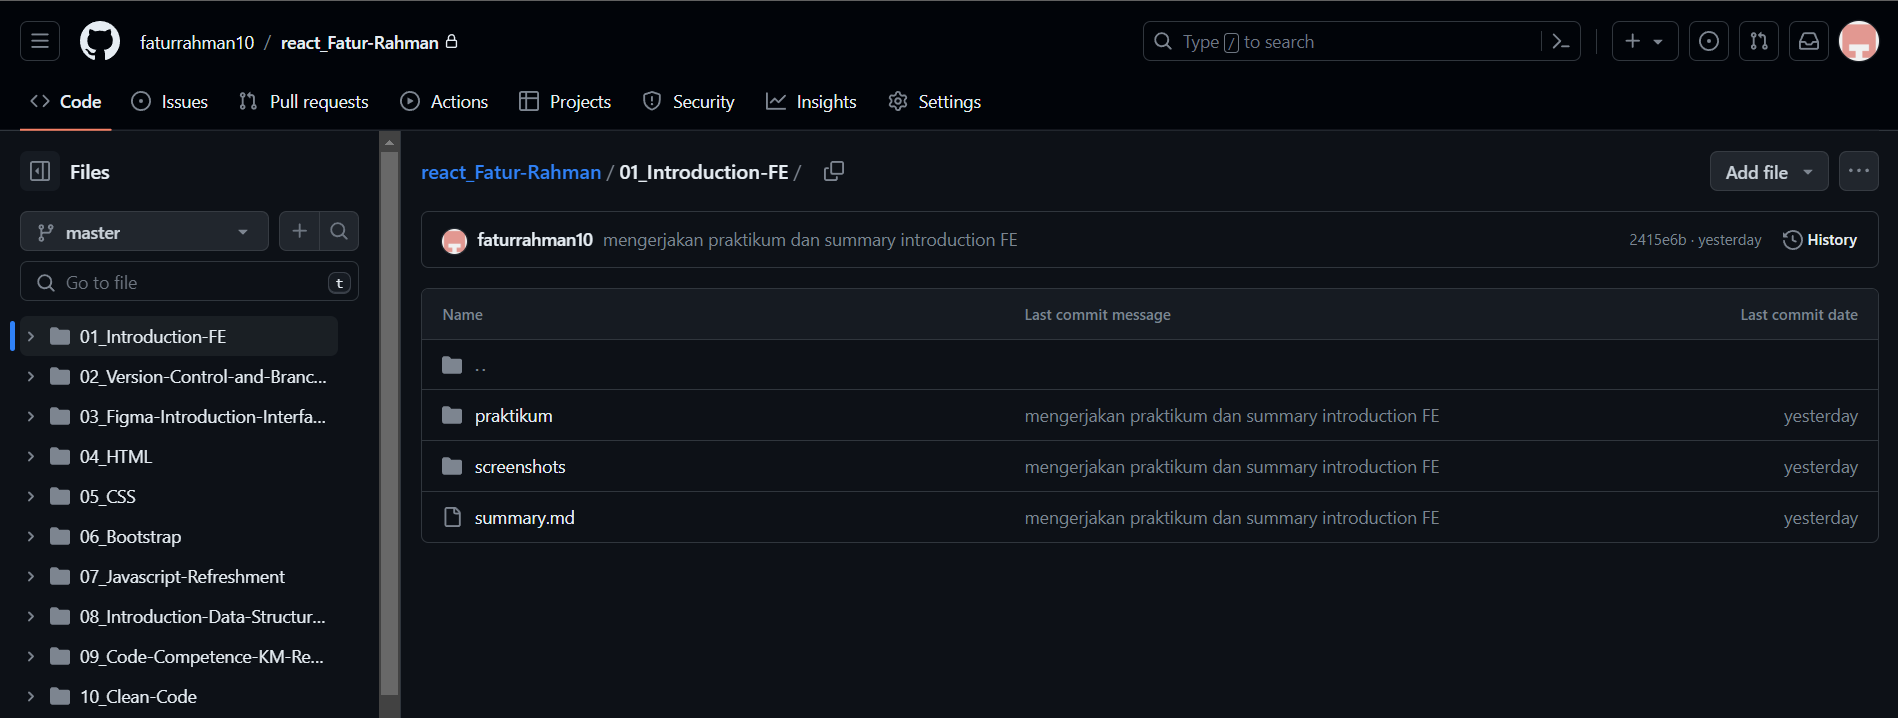 faturrahman10 / react_Fatur-Rahman
Type / to search
Code
Issues
Pull requests
Actions
Projects
Security
Insights
Settings
Files
master
Go to file
t
01_Introduction-FE
02_Version-Control-and-Branc...
03_Figma-Introduction-Interfa...
04_HTML
05_CSS
06_Bootstrap
07_Javascript-Refreshment
08_Introduction-Data-Structur...
09_Code-Competence-KM-Re...
10_Clean-Code
react_Fatur-Rahman / 01_Introduction-FE /
Add file
faturrahman10 mengerjakan praktikum dan summary introduction FE
2415e6b · yesterday
History
Name Last commit message Last commit date
..
praktikum mengerjakan praktikum dan summary introduction FE yesterday
screenshots mengerjakan praktikum dan summary introduction FE yesterday
summary.md mengerjakan praktikum dan summary introduction FE yesterday